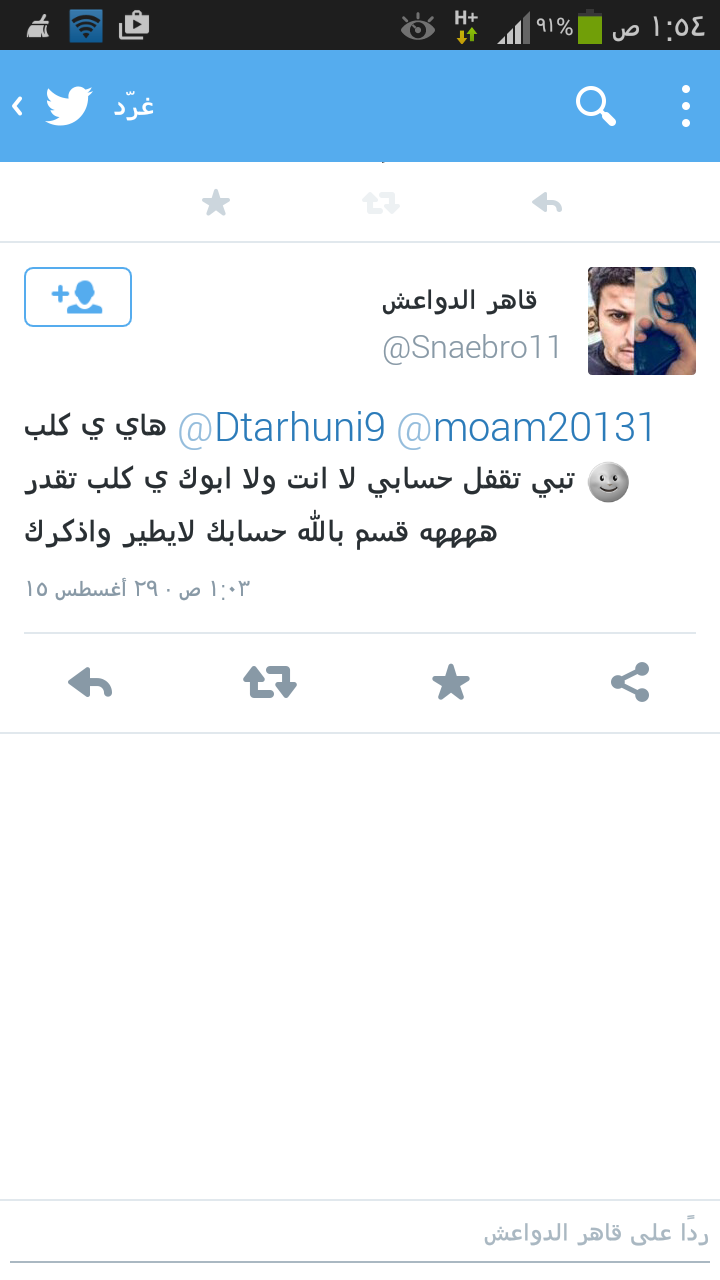 ٩١% ١:٥٤ ص
غرّد
قاهر الدواعش
@Snaebro11
@Dtarhuni9 @moam20131 هاي ي كلب
تبي تقفل حسابي لا انت ولا ابوك ي كلب تقدر 🌚
هههههه قسم بالله حسابك لايطير واذكرك
١:٠٣ ص · ٢٩ أغسطس ١٥
ردًا على قاهر الدواعش